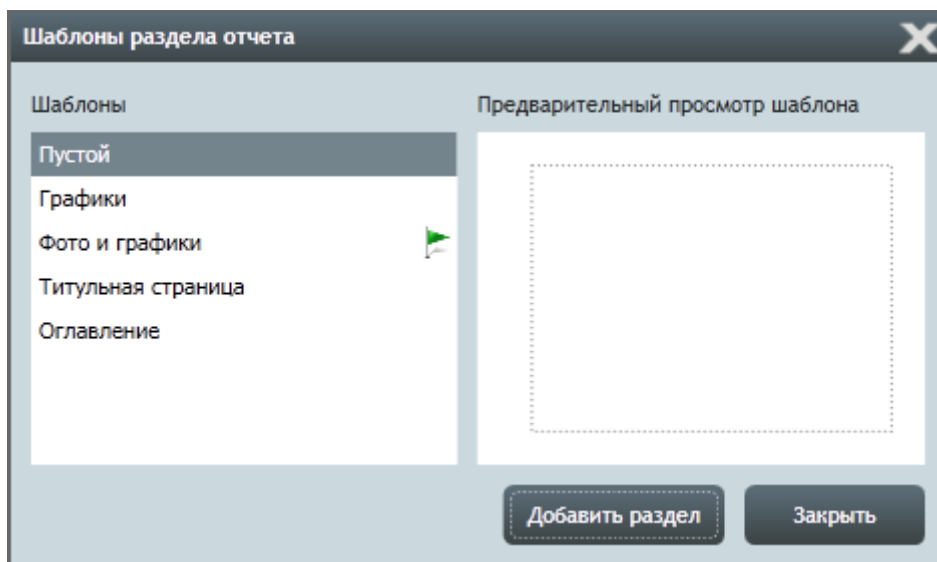 Шаблоны раздела отчета
Шаблоны
Предварительный просмотр шаблона
Пустой
Графики
Фото и графики
Титульная страница
Оглавление
Добавить раздел
Закрыть